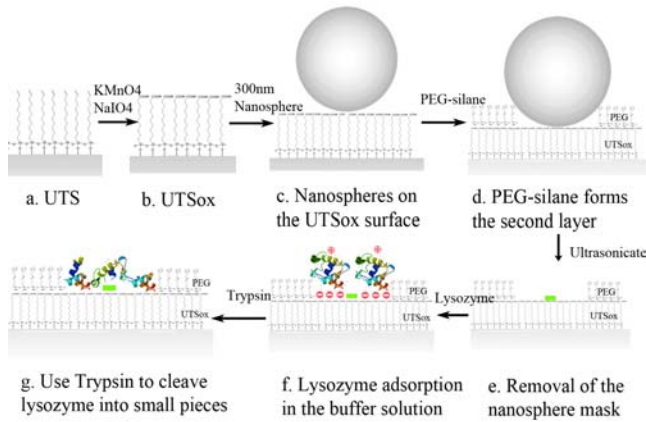 KMnO4
NaIO4
a. UTS
b. UTSox
300nm
Nanosphere
c. Nanospheres on
the UTSox surface
PEG-silane
PEG
UTSox
d. PEG-silane forms
the second layer
Ultrasonicate
PEG
UTSox
e. Removal of the
nanosphere mask
Lysozyme
PEG
UTSox
f. Lysozyme adsorption
in the buffer solution
Trypsin
PEG
UTSox
g. Use Trypsin to cleave
lysozyme into small pieces